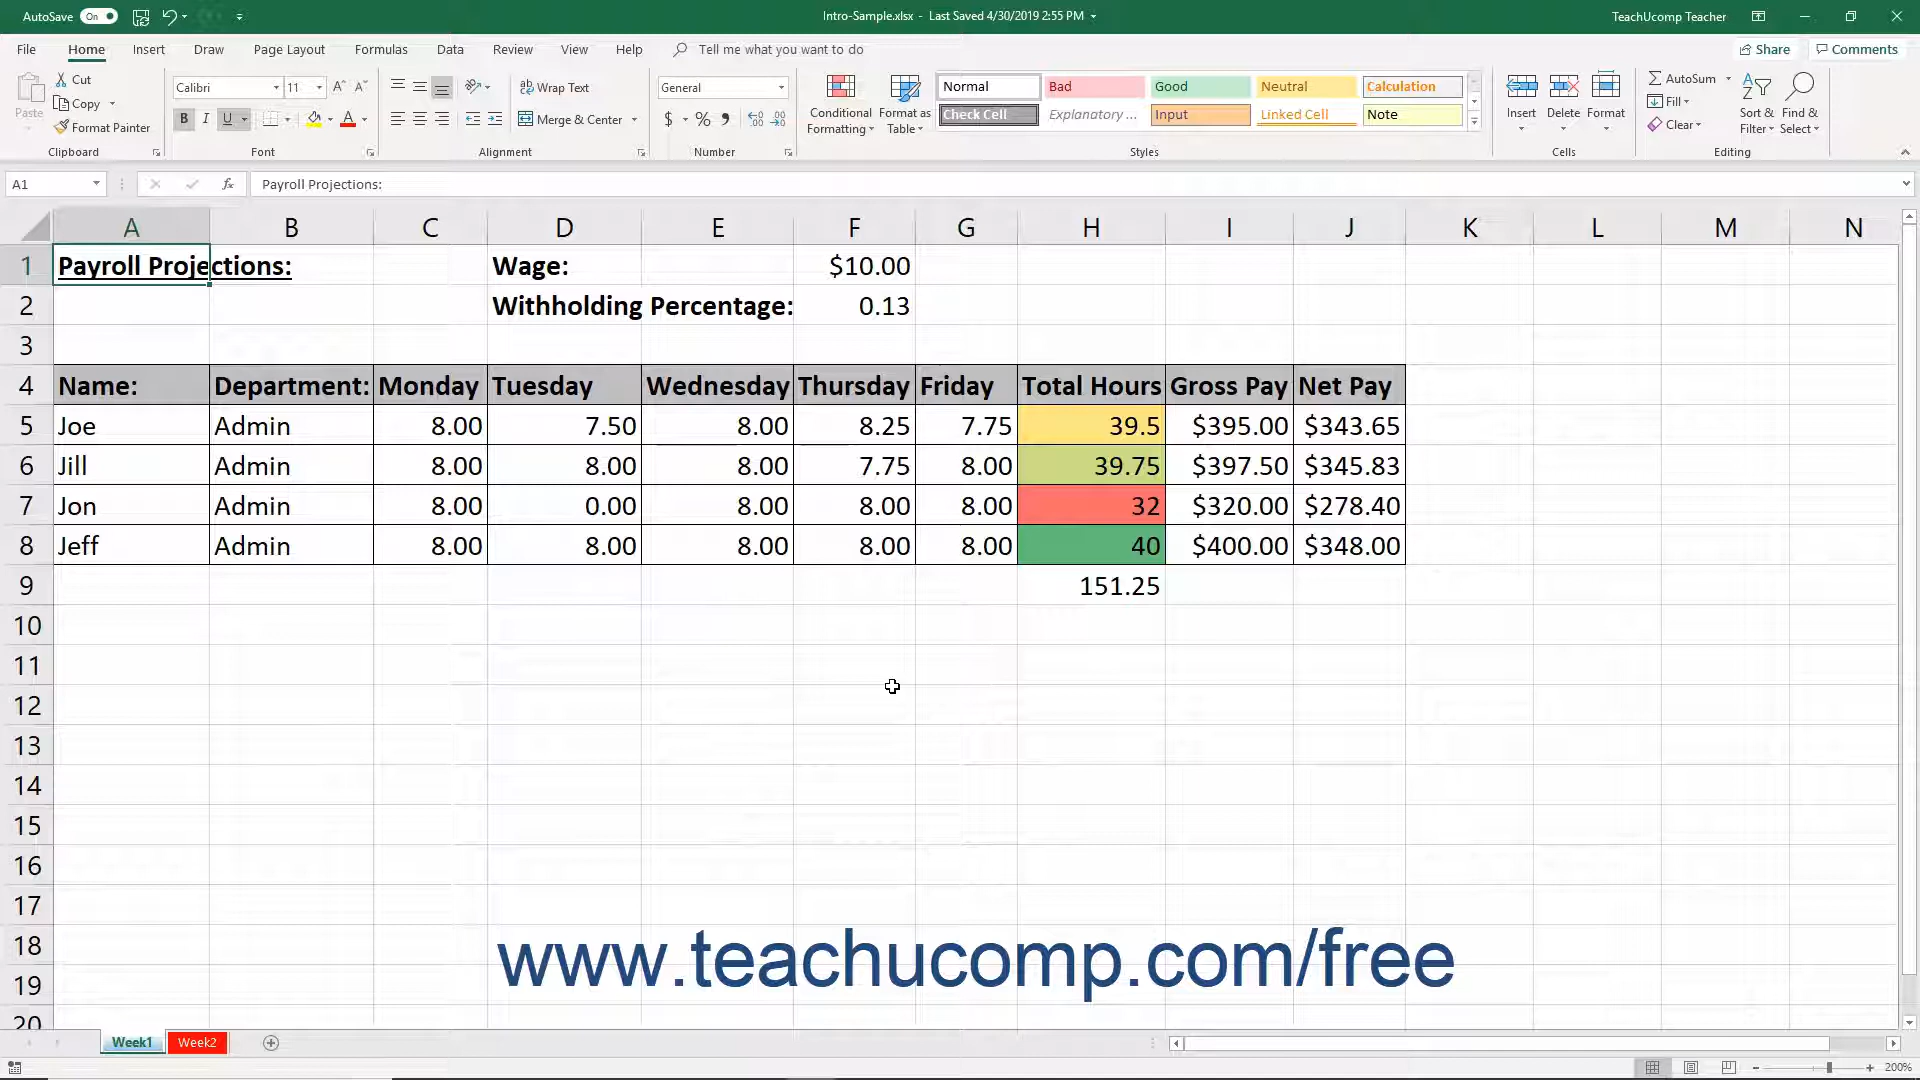 AutoSave On Intro-Sample.xlsx - Last Saved 4/30/2019 2:55 PM TeachUcomp Teacher
File Home Insert Draw Page Layout Formulas Data Review View Help Tell me what you want to do Share Comments
Paste Cut Copy Format Painter
Clipboard
Calibri 11
B I U A
Font
Wrap Text
Merge & Center
Alignment
General
$ % 9
Number
Conditional Formatting Format as Table
Normal Bad Good Neutral Calculation
Check Cell Explanatory ... Input Linked Cell Note
Styles
Insert Delete Format
Cells
AutoSum Fill Clear Sort & Filter Find & Select
Editing
A1 fx Payroll Projections:
A B C D E F G H I J K L M N
1 Payroll Projections: Wage: $10.00
2 Withholding Percentage: 0.13
3
4 Name: Department: Monday Tuesday Wednesday Thursday Friday Total Hours Gross Pay Net Pay
5 Joe Admin 8.00 7.50 8.00 8.25 7.75 39.5 $395.00 $343.65
6 Jill Admin 8.00 8.00 8.00 7.75 8.00 39.75 $397.50 $345.83
7 Jon Admin 8.00 0.00 8.00 8.00 8.00 32 $320.00 $278.40
8 Jeff Admin 8.00 8.00 8.00 8.00 8.00 40 $400.00 $348.00
9 151.25
10
11
12
13
14
15
16
17
18
www.teachucomp.com/free
19
20
Week1 Week2
200%